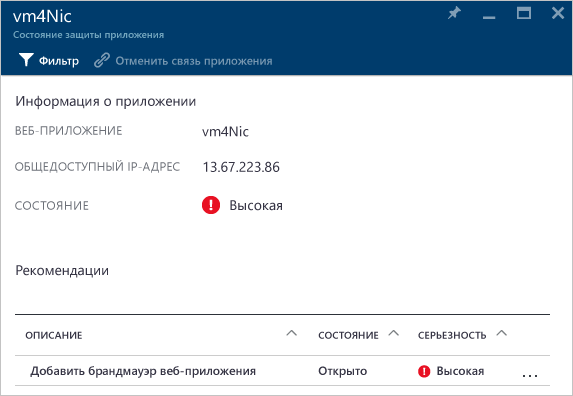 vm4Nic
Состояние защиты приложения
Фильтр Отменить связь приложения
Информация о приложении
ВЕБ-ПРИЛОЖЕНИЕ vm4Nic
ОБЩЕДОСТУПНЫЙ IP-АДРЕС 13.67.223.86
СОСТОЯНИЕ Высокая
Рекомендации
ОПИСАНИЕ СОСТОЯНИЕ СЕРЬЕЗНОСТЬ
Добавить брандмауэр веб-приложения Открыто Высокая ...